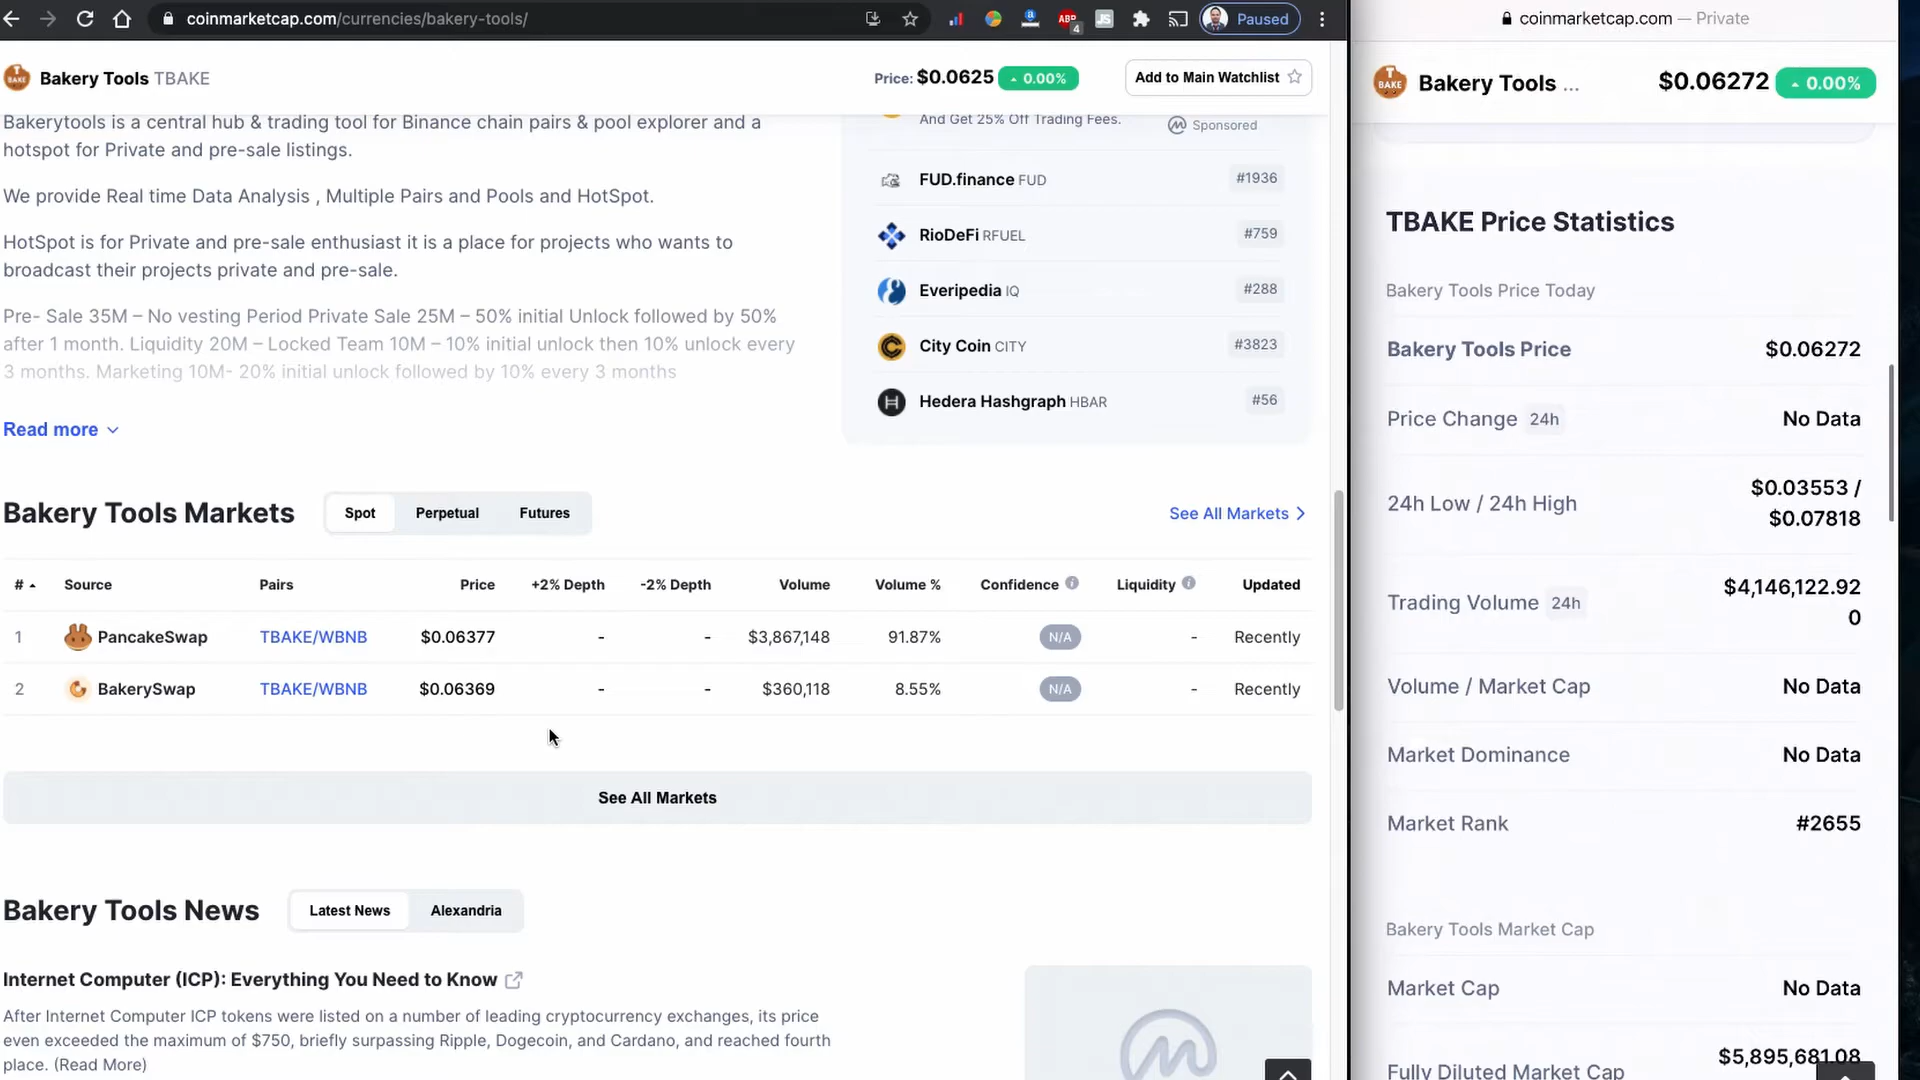 coinmarketcap.com/currencies/bakery-tools/
ABP
4
JS
Paused
Bakery Tools TBAKE
Price: $0.0625 0.00%
Add to Main Watchlist
Bakerytools is a central hub & trading tool for Binance chain pairs & pool explorer and a
hotspot for Private and pre-sale listings.
We provide Real time Data Analysis , Multiple Pairs and Pools and HotSpot.
HotSpot is for Private and pre-sale enthusiast it is a place for projects who wants to
broadcast their projects private and pre-sale.
Pre- Sale 35M – No vesting Period Private Sale 25M – 50% initial Unlock followed by 50%
after 1 month. Liquidity 20M – Locked Team 10M – 10% initial unlock then 10% unlock every
3 months. Marketing 10M- 20% initial unlock followed by 10% every 3 months
Read more
And Get 25% Off Trading Fees.
Sponsored
FUD.finance FUD #1936
RioDeFi RFUEL #759
Everipedia IQ #288
City Coin CITY #3823
Hedera Hashgraph HBAR #56
Bakery Tools Markets
Spot Perpetual Futures
See All Markets
# Source Pairs Price +2% Depth -2% Depth Volume Volume % Confidence Liquidity Updated
1 PancakeSwap TBAKE/WBNB $0.06377 - - $3,867,148 91.87% N/A - Recently
2 BakerySwap TBAKE/WBNB $0.06369 - - $360,118 8.55% N/A - Recently
See All Markets
Bakery Tools News
Latest News Alexandria
Internet Computer (ICP): Everything You Need to Know
After Internet Computer ICP tokens were listed on a number of leading cryptocurrency exchanges, its price
even exceeded the maximum of $750, briefly surpassing Ripple, Dogecoin, and Cardano, and reached fourth
place. (Read More)
coinmarketcap.com — Private
BAKE
Bakery Tools ...
$0.06272 0.00%
TBAKE Price Statistics
Bakery Tools Price Today
Bakery Tools Price $0.06272
Price Change 24h No Data
24h Low / 24h High $0.03553 /
$0.07818
Trading Volume 24h $4,146,122.92
0
Volume / Market Cap No Data
Market Dominance No Data
Market Rank #2655
Bakery Tools Market Cap
Market Cap No Data
Fully Diluted Market Cap $5,895,681.08